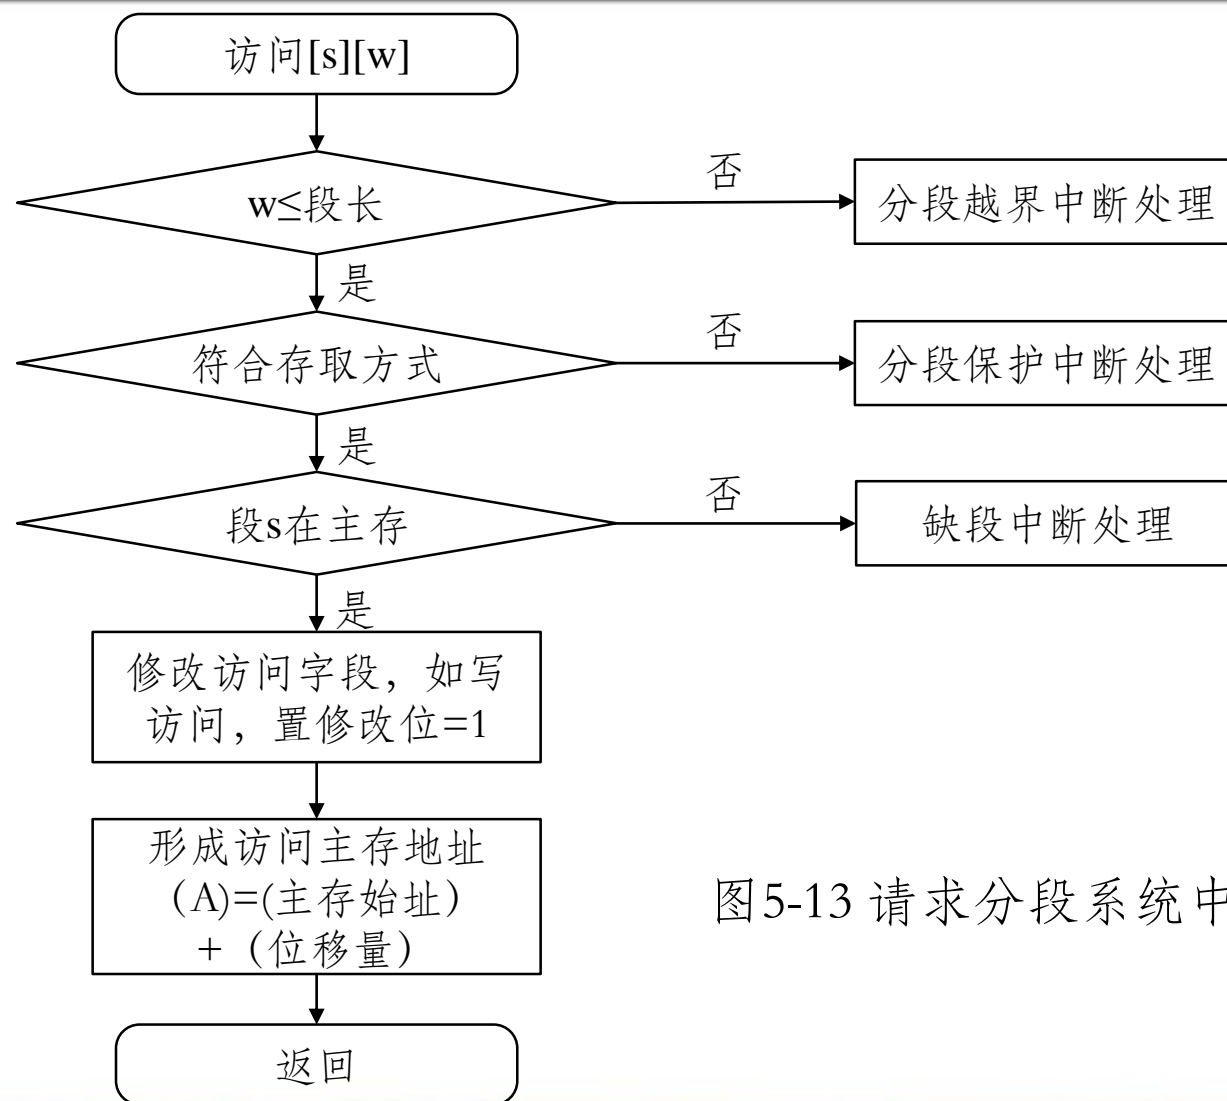 访问[s][w]
w≤段长
否
分段越界中断处理
是
符合存取方式
否
分段保护中断处理
是
段s在主存
否
缺段中断处理
是
修改访问字段，如写
访问，置修改位=1
形成访问主存地址
（A)=(主存始址）
+（位移量）
图5-13 请求分段系统中
返回